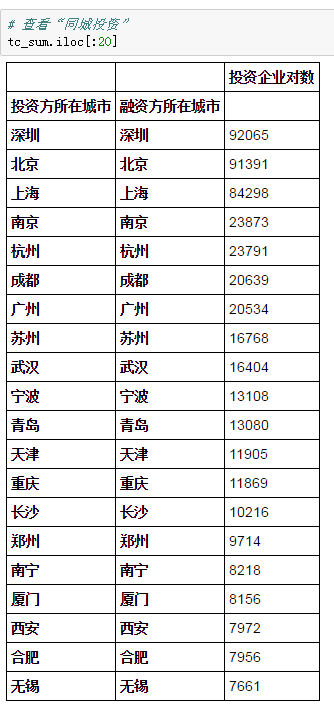 # 查看“同城投资”
tc_sum.iloc[:20]
投资企业对数
投资方所在城市 融资方所在城市
深圳 深圳 92065
北京 北京 91391
上海 上海 84298
南京 南京 23873
杭州 杭州 23791
成都 成都 20639
广州 广州 20534
苏州 苏州 16768
武汉 武汉 16404
宁波 宁波 13108
青岛 青岛 13080
天津 天津 11905
重庆 重庆 11869
长沙 长沙 10216
郑州 郑州 9714
南宁 南宁 8218
厦门 厦门 8156
西安 西安 7972
合肥 合肥 7956
无锡 无锡 7661